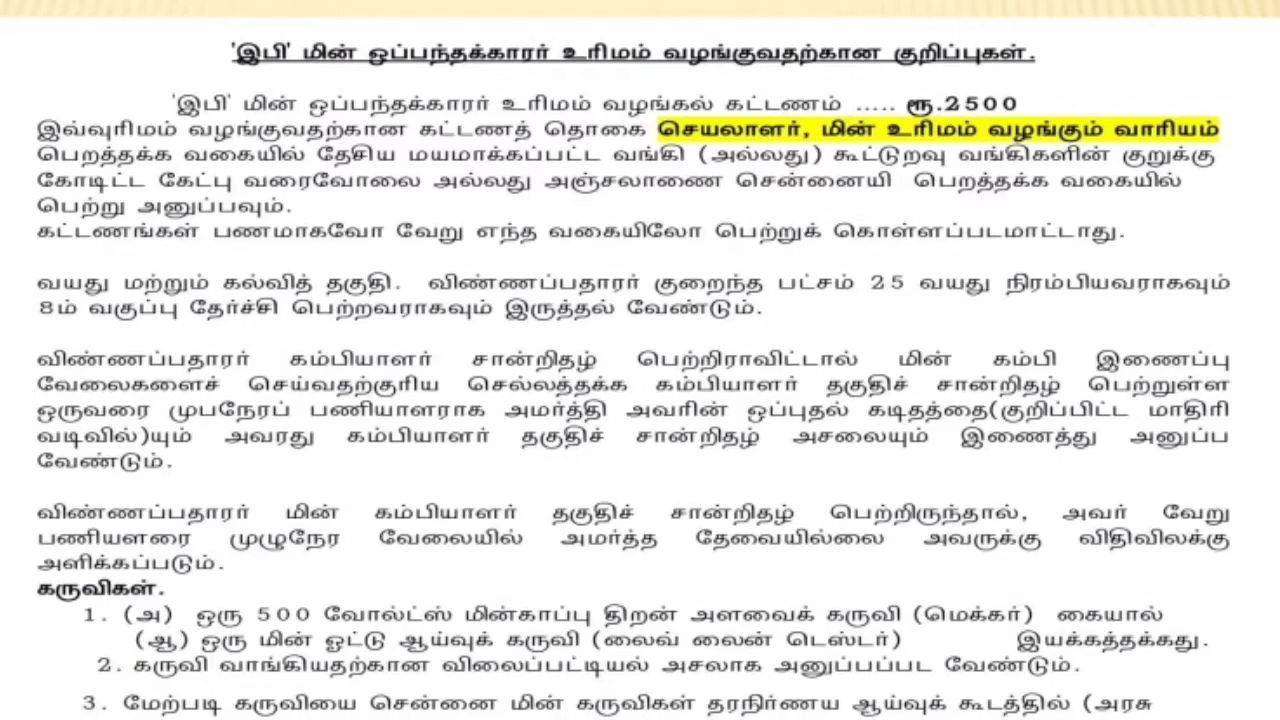 'இபி' மின் ஒப்பந்தக்காரர் உரிமம் வழங்குவதற்கான குறிப்புகள்.
'இபி' மின் ஒப்பந்தக்காரர் உரிமம் வழங்கல் கட்டணம் ..... ரூ.2500
இவ்வுரிமம் வழங்குவதற்கான கட்டணத் தொகை செயலாளர், மின் உரிமம் வழங்கும் வாரியம்
பெறத்தக்க வகையில் தேசிய மயமாக்கப்பட்ட வங்கி (அல்லது) கூட்டுறவு வங்கிகளின் குறுக்கு
கோடிட்ட கேட்பு வரைவோலை அல்லது அஞ்சலாணை சென்னையி பெறத்தக்க வகையில்
பெற்று அனுப்பவும்.
கட்டணங்கள் பணமாகவோ வேறு எந்த வகையிலோ பெற்றுக் கொள்ளப்படமாட்டாது.
வயது மற்றும் கல்வித் தகுதி. விண்ணப்பதாரர் குறைந்த பட்சம் 25 வயது நிரம்பியவராகவும்
8ம் வகுப்பு தேர்ச்சி பெற்றவராகவும் இருத்தல் வேண்டும்.
விண்ணப்பதாரர் கம்பியாளர் சான்றிதழ் பெற்றிராவிட்டால் மின் கம்பி இணைப்பு
வேலைகளைச் செய்வதற்குரிய செல்லத்தக்க கம்பியாளர் தகுதிச் சான்றிதழ் பெற்றுள்ள
ஒருவரை முபநேரப் பணியாளராக அமர்த்தி அவரின் ஒப்புதல் கடிதத்தை(குறிப்பிட்ட மாதிரி
வடிவில்)யும் அவரது கம்பியாளர் தகுதிச் சான்றிதழ் அசலையும் இணைத்து அனுப்ப
வேண்டும்.
விண்ணப்பதாரர் மின் கம்பியாளர் தகுதிச் சான்றிதழ் பெற்றிருந்தால், அவர் வேறு
பணியளரை முழுநேர வேலையில் அமர்த்த தேவையில்லை அவருக்கு விதிவிலக்கு
அளிக்கப்படும்.
கருவிகள்.
1. (அ) ஒரு 500 வோல்ட்ஸ் மின்காப்பு திறன் அளவைக் கருவி (மெக்கர்) கையால்
(ஆ) ஒரு மின் ஓட்டு ஆய்வுக் கருவி (லைவ் லைன் டெஸ்டர்) இயக்கத்தக்கது.
2. கருவி வாங்கியதற்கான விலைப்பட்டியல் அசலாக அனுப்பப்பட வேண்டும்.
3. மேற்படி கருவியை சென்னை மின் கருவிகள் தரநிர்ணய ஆய்வுக் கூடத்தில் (அரசு